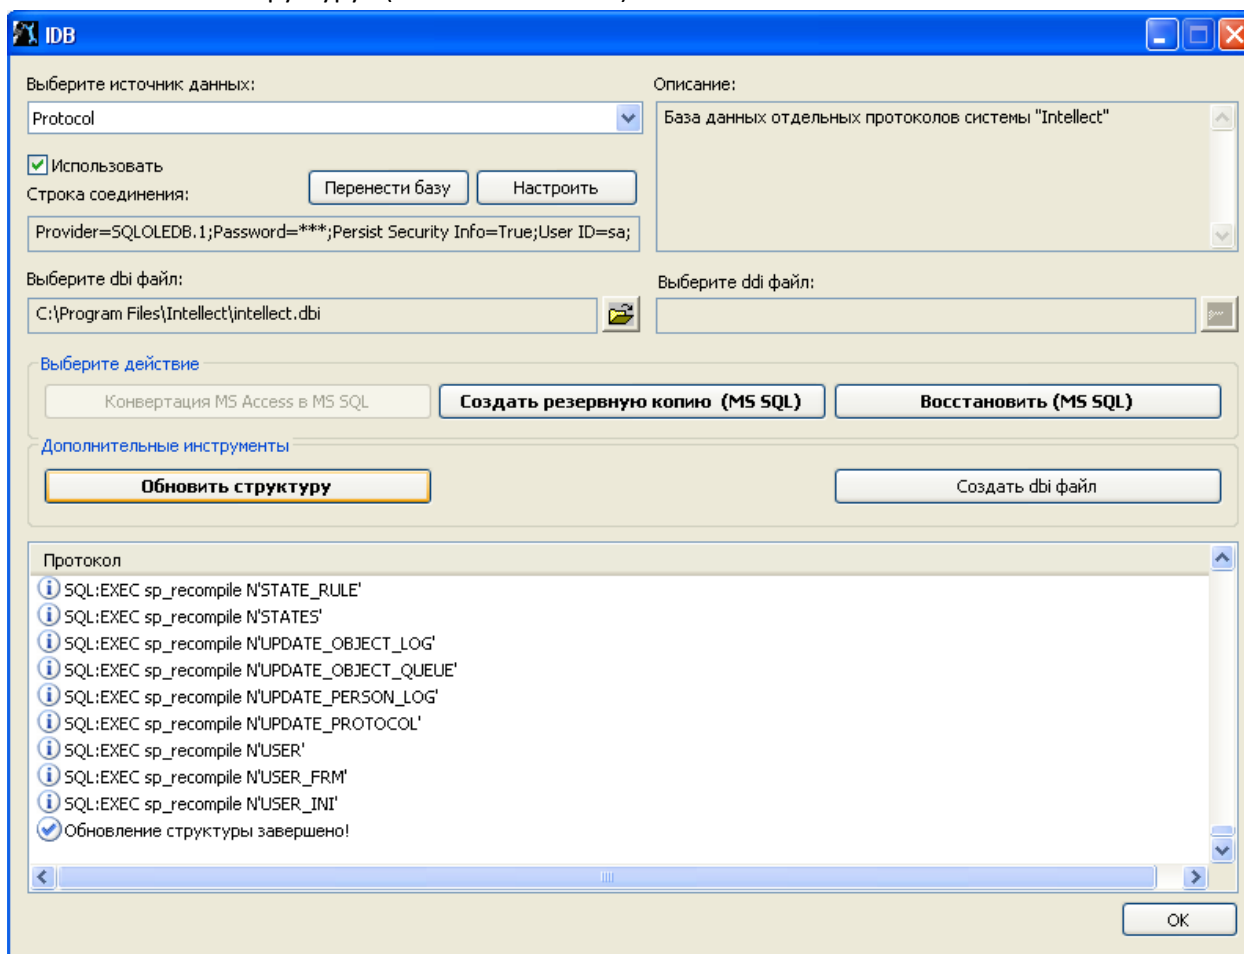 IDB
Выберите источник данных:
Описание:
Protocol
База данных отдельных протоколов системы "Intellect"
Использовать
Строка соединения:
Перенести базу
Настроить
Provider=SQLOLEDB.1;Password=***;Persist Security Info=True;User ID=sa;
Выберите dbi файл:
Выберите ddi файл:
C:\Program Files\Intellect\intellect.dbi
Выберите действие
Конвертация MS Access в MS SQL
Создать резервную копию (MS SQL)
Восстановить (MS SQL)
Дополнительные инструменты
Обновить структуру
Создать dbi файл
Протокол
SQL:EXEC sp_recompile N'STATE_RULE'
SQL:EXEC sp_recompile N'STATES'
SQL:EXEC sp_recompile N'UPDATE_OBJECT_LOG'
SQL:EXEC sp_recompile N'UPDATE_OBJECT_QUEUE'
SQL:EXEC sp_recompile N'UPDATE_PERSON_LOG'
SQL:EXEC sp_recompile N'UPDATE_PROTOCOL'
SQL:EXEC sp_recompile N'USER'
SQL:EXEC sp_recompile N'USER_FRM'
SQL:EXEC sp_recompile N'USER_INI'
Обновление структуры завершено!
OK